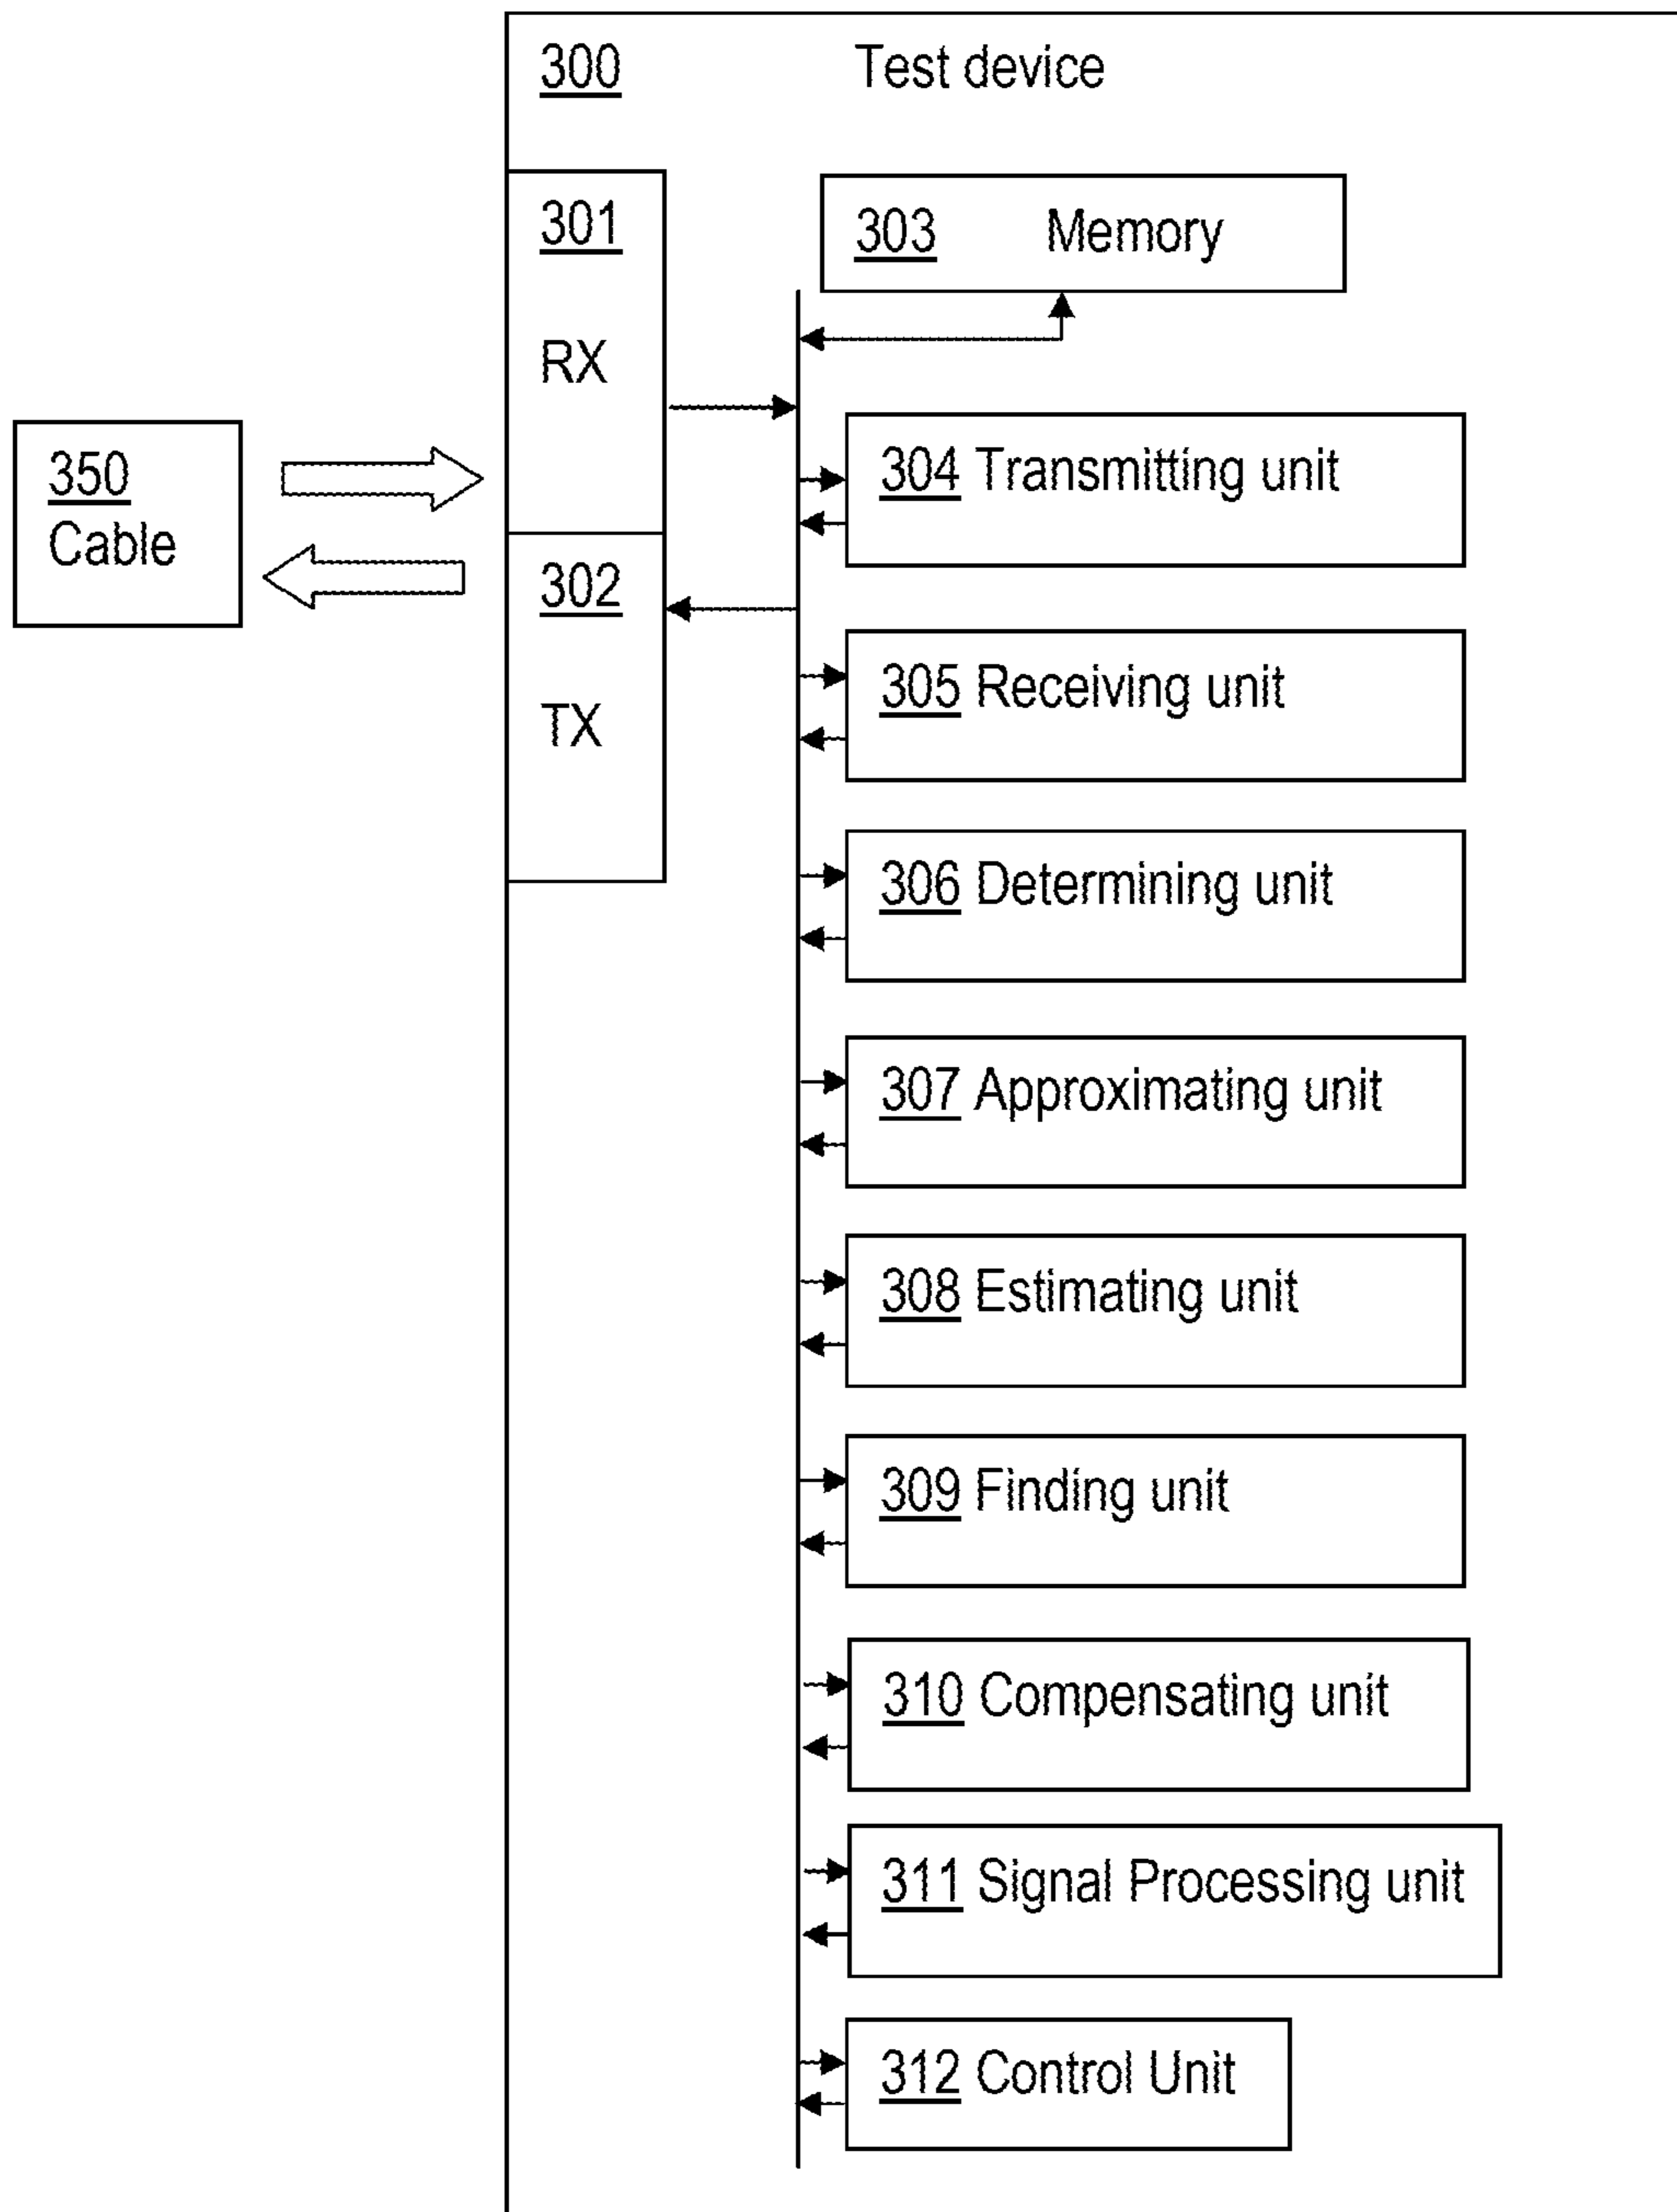 300 Test device
301
RX
303 Memory
350
Cable
304 Transmitting unit
302
TX
305 Receiving unit
306 Determining unit
307 Approximating unit
308 Estimating unit
309 Finding unit
310 Compensating unit
311 Signal Processing unit
312 Control Unit